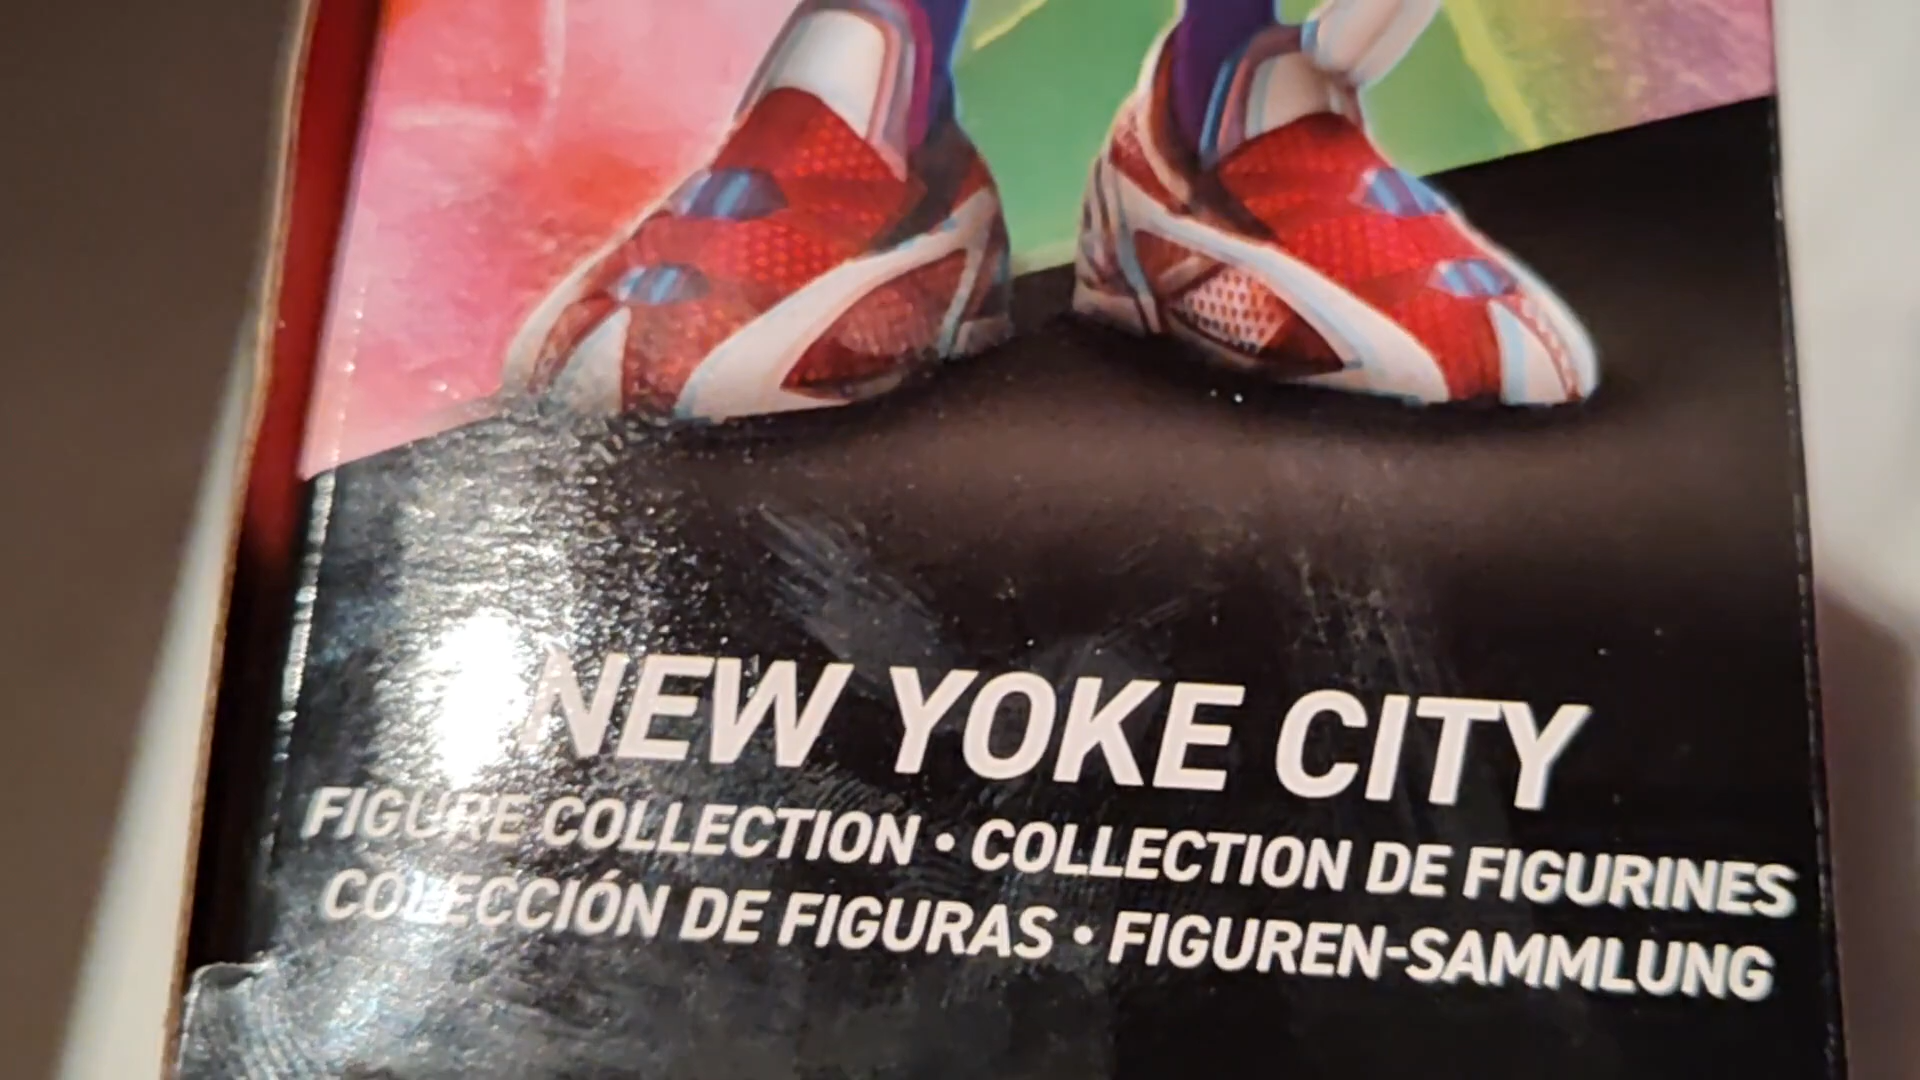 NEW YOKE CITY
FIGURE COLLECTION • COLLECTION DE FIGURINES
COLECCIÓN DE FIGURAS • FIGUREN-SAMMLUNG